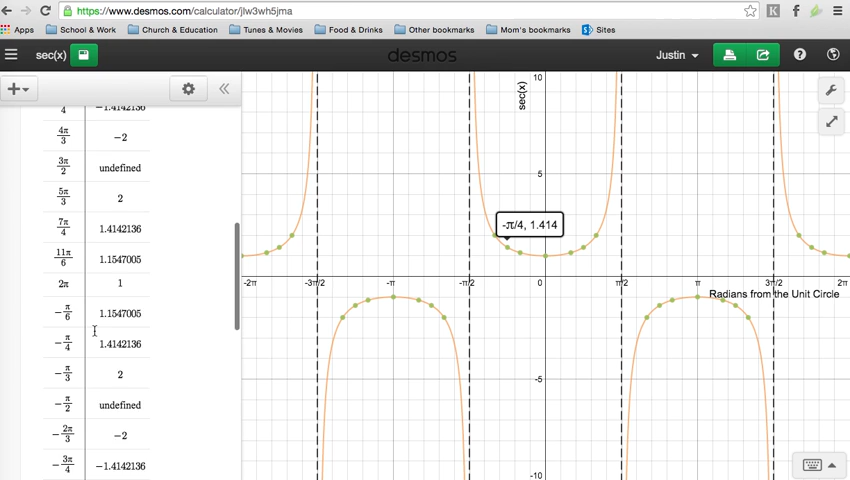 https://www.desmos.com/calculator/jlw3wh5jma
K f
Apps School & Work Church & Education Tunes & Movies Food & Drinks Other bookmarks Mom's bookmarks Sites
sec(x) desmos Justin ?
+ «
4 −1.4142136
4π/3 −2
3π/2 undefined
5π/3 2
7π/4 1.4142136
11π/6 1.1547005
2π 1
−π/6 1.1547005
−π/4 1.4142136
−π/3 2
−π/2 undefined
−2π/3 −2
−3π/4 −1.4142136
10
sec(x)
5
-π/4, 1.414
-2π -3π/2 -π -π/2 0 π/2 π 3π/2 2π
Radians from the Unit Circle
-5
-10